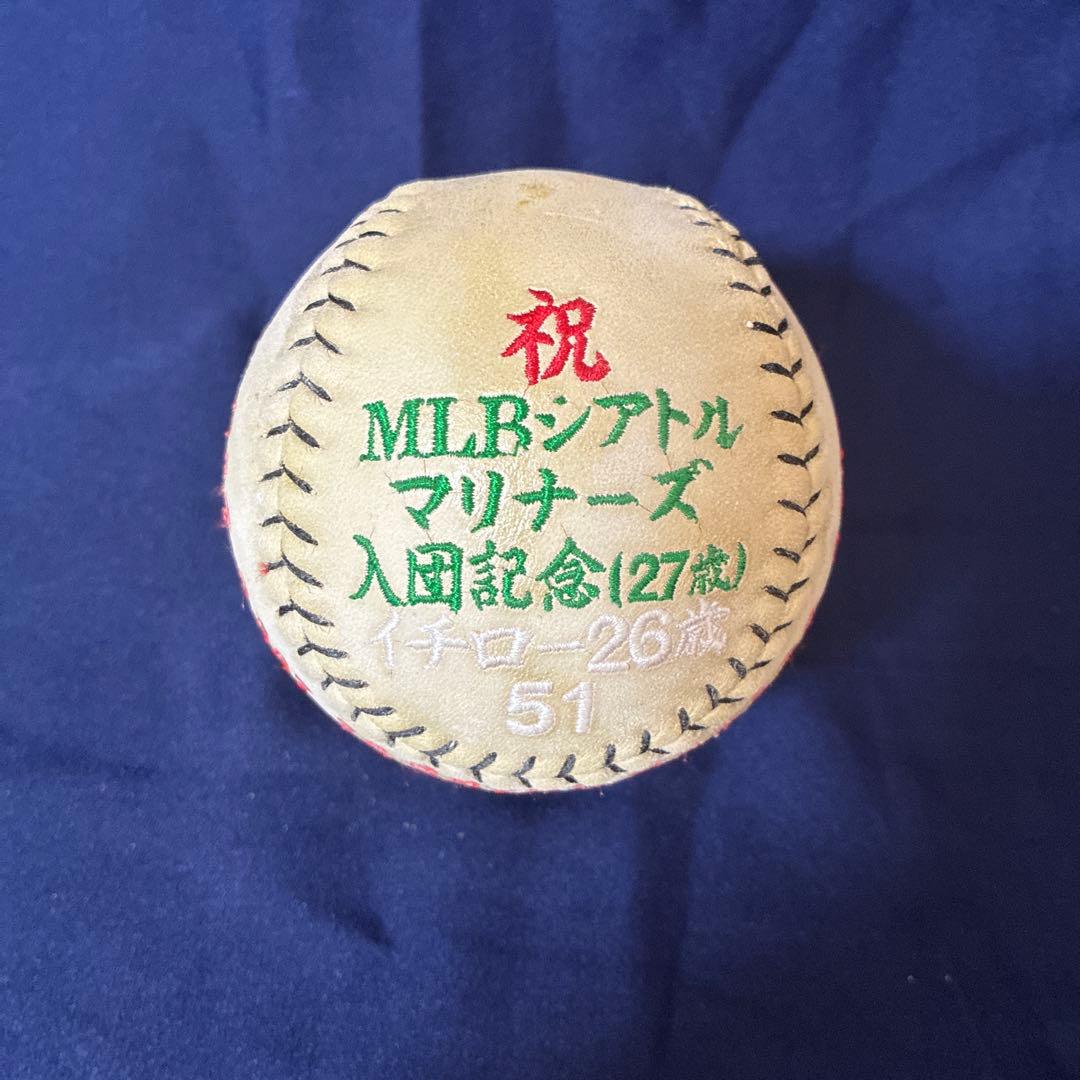 祝
MLBシアトル
マリナーズ
入団記念(27歳)
イチロー26歳
51